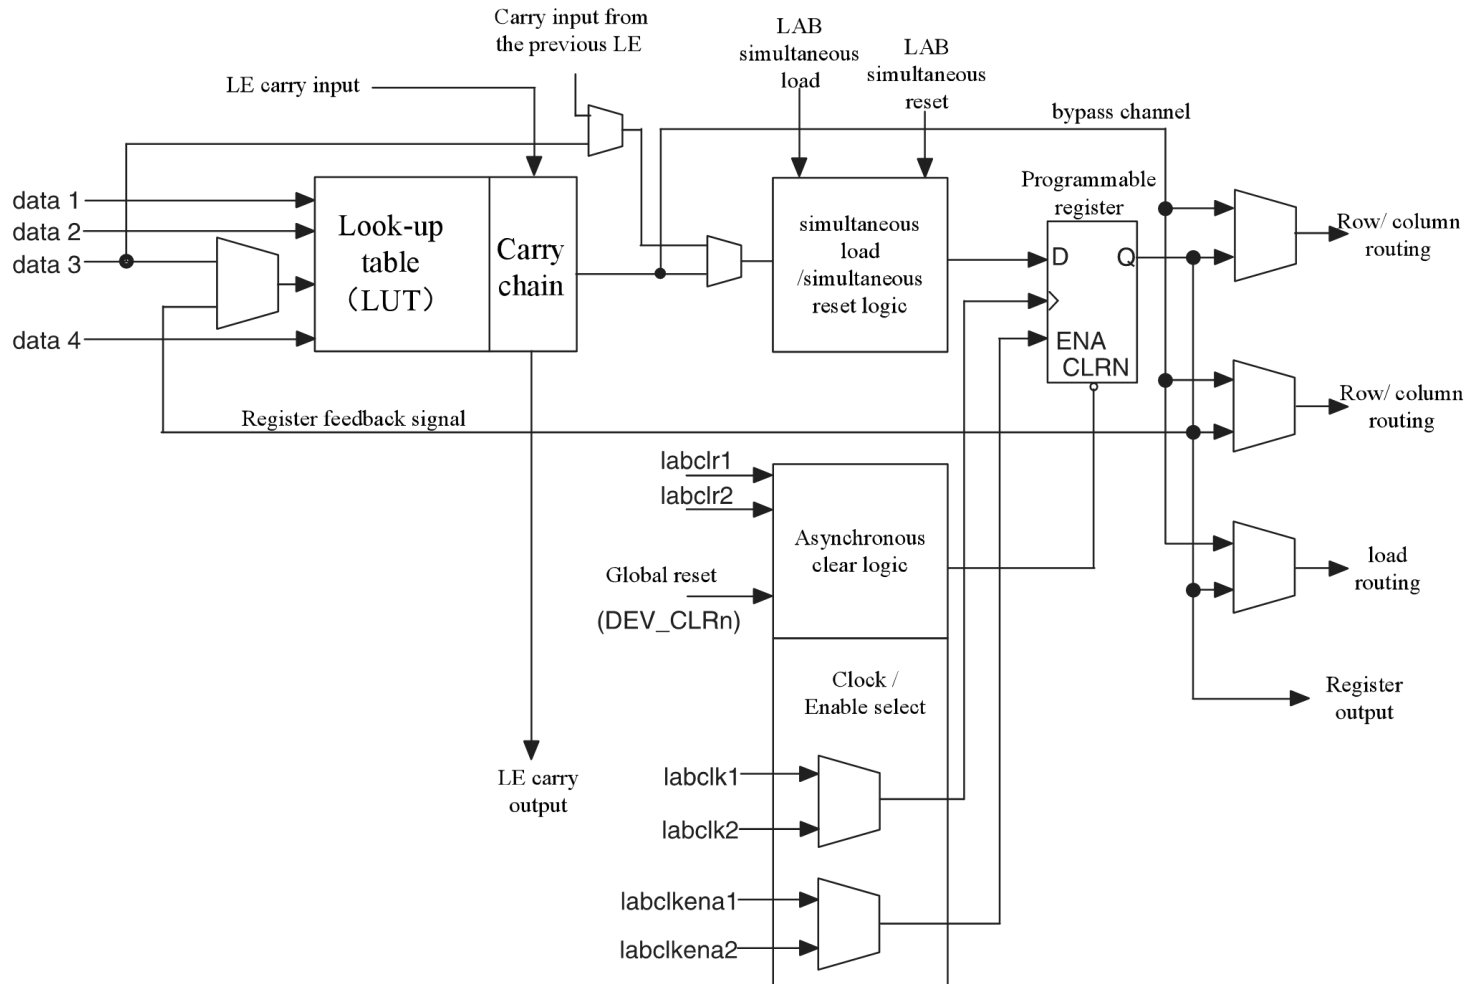 Carry input from
the previous LE
LAB
simultaneous
load
LAB
simultaneous
reset
LE carry input
bypass channel
data 1
data 2
data 3
data 4
Look-up
table
（LUT）
Carry
chain
simultaneous
load
/simultaneous
reset logic
Programmable
register
D
Q
ENA
CLRN
Row/ column
routing
Row/ column
routing
Register feedback signal
labclr1
labclr2
Asynchronous
clear logic
Global reset
(DEV_CLRn)
load
routing
Clock /
Enable select
Register
output
LE carry
output
labclk1
labclk2
labclkena1
labclkena2